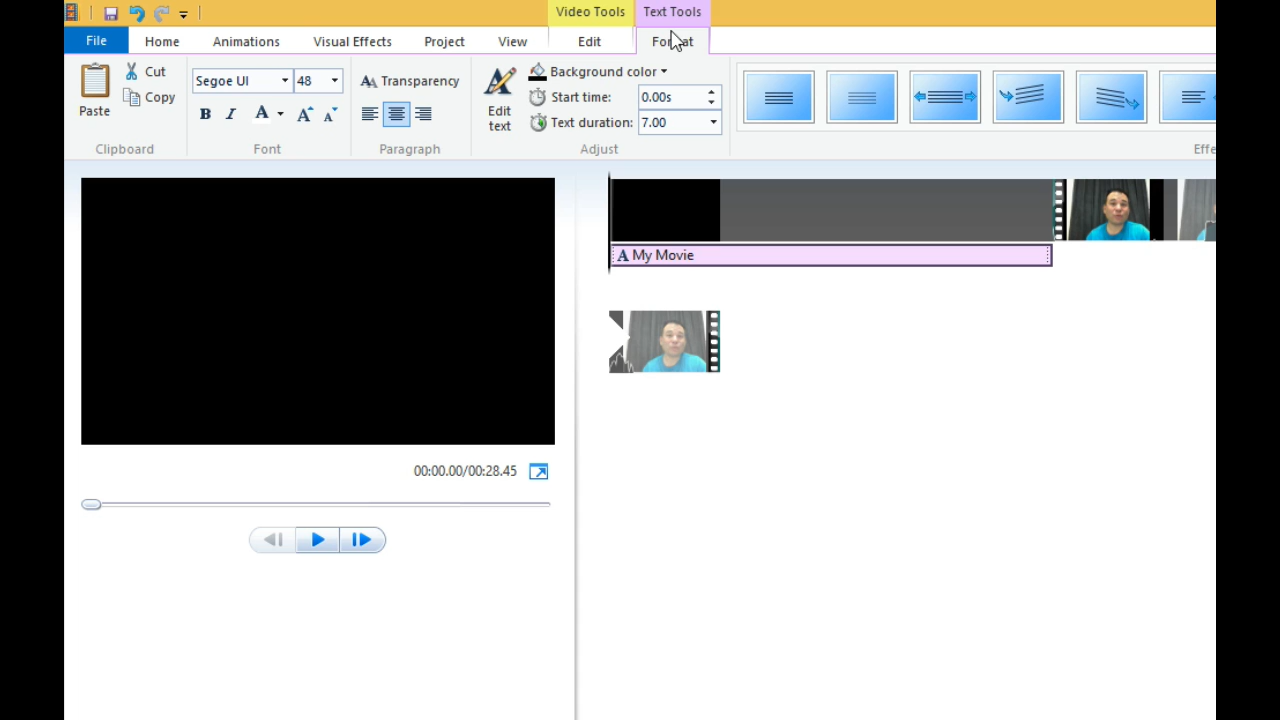 Video Tools Text Tools
File Home Animations Visual Effects Project View Edit Format
Paste
Cut
Copy
Clipboard
Segoe UI 48
B I A A A
Font
Transparency
Paragraph
Edit text
Background color
Start time: 0.00s
Text duration: 7.00
Adjust
Effe
A My Movie
00:00.00/00:28.45